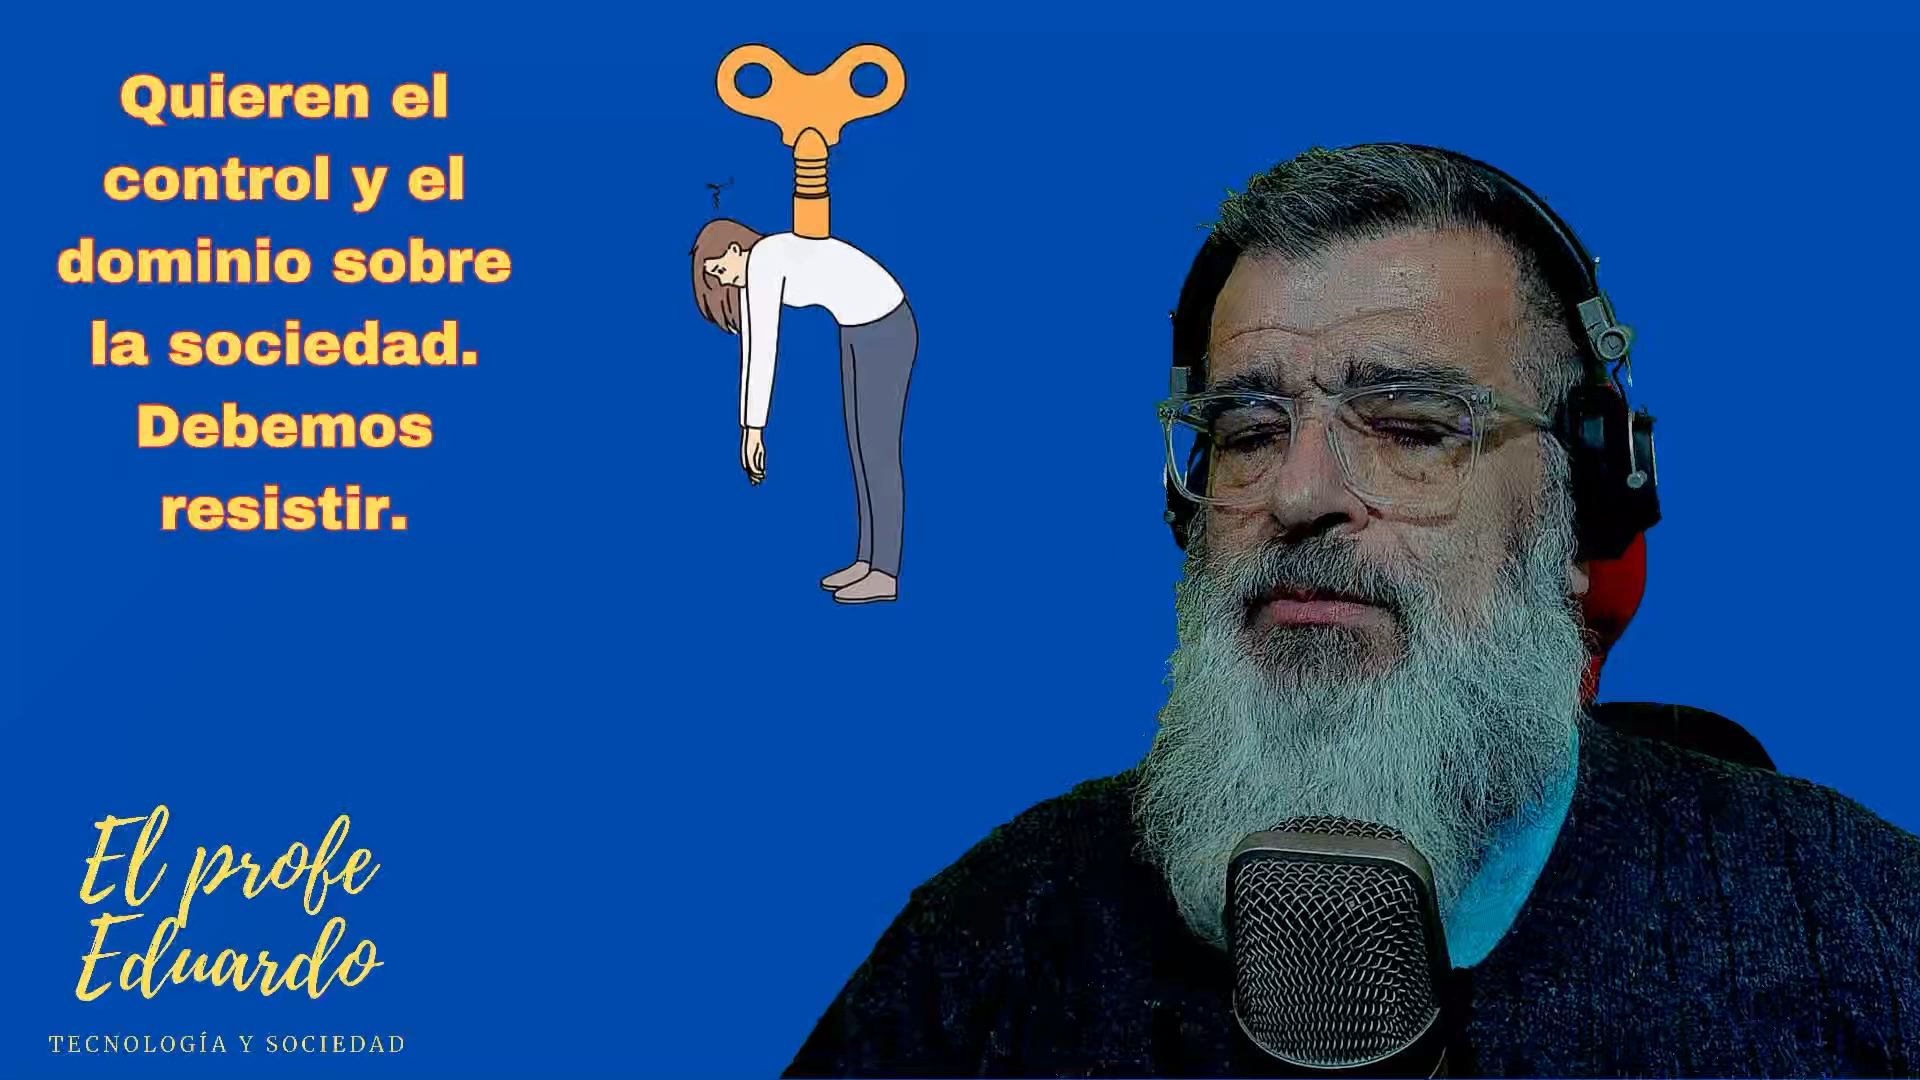 Quieren el
control y el
dominio sobre
la sociedad.
Debemos
resistir.
El profe
Eduardo
TECNOLOGÍA Y SOCIEDAD